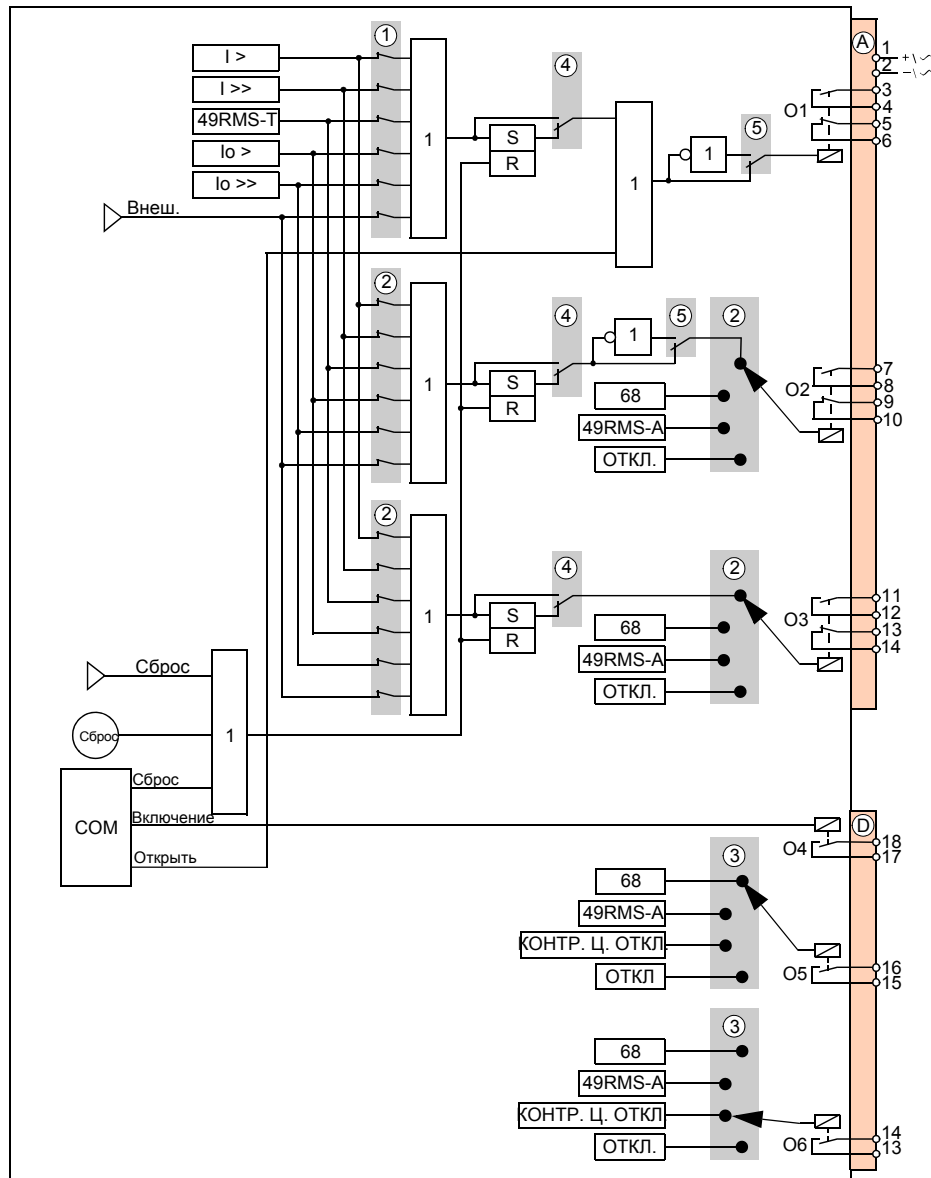 1
I >
I >>
49RMS-T
Io >
Io >>
Внеш.
1
4
S
R
1
1
5
A
1
2
+\~
−\~
O1
3
4
5
6
2
1
4
S
R
1
5
2
68
49RMS-A
ОТКЛ.
O2
7
8
9
10
2
1
4
S
R
2
68
49RMS-A
ОТКЛ.
O3
11
12
13
14
Сброс
Сброс
1
COM
Сброс
Включение
Открыть
D
O4
18
17
3
68
49RMS-A
КОНТР. Ц. ОТКЛ.
ОТКЛ
O5
16
15
3
68
49RMS-A
КОНТР. Ц. ОТКЛ
ОТКЛ.
O6
14
13